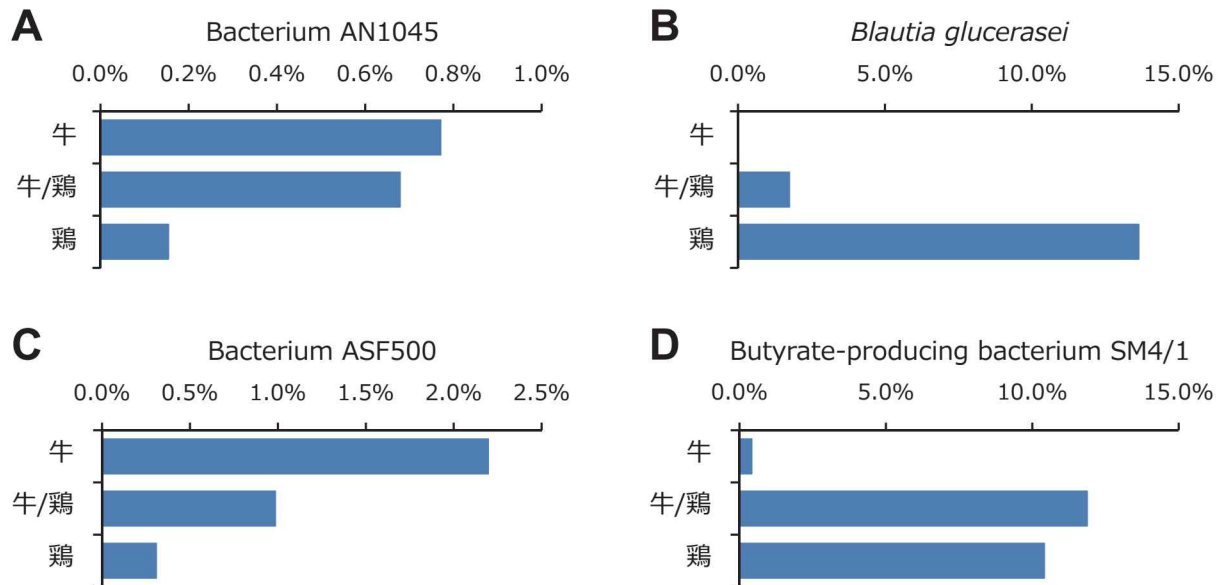 A Bacterium AN1045
0.0% 0.2% 0.4% 0.6% 0.8% 1.0%
牛
牛/鶏
鶏
B Blautia glucerasei
0.0% 5.0% 10.0% 15.0%
牛
牛/鶏
鶏
C Bacterium ASF500
0.0% 0.5% 1.0% 1.5% 2.0% 2.5%
牛
牛/鶏
鶏
D Butyrate-producing bacterium SM4/1
0.0% 5.0% 10.0% 15.0%
牛
牛/鶏
鶏